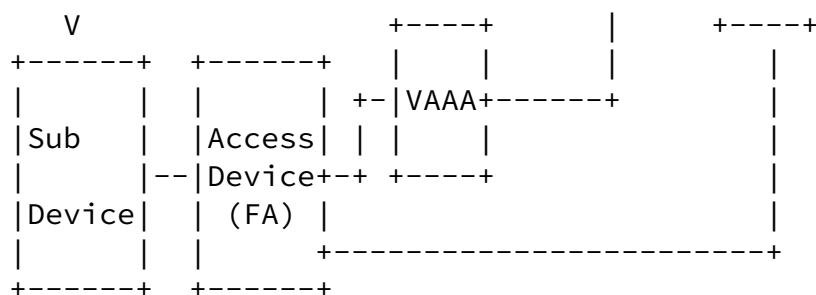 V                     +----+       |      +----+
+------+  +------+    |    |       |         |
|      |  |      | +-|VAAA+------+         |
|Sub   |  |Access| | |    |                |
|      |--|Device+-+ +----+                |
|Device|  | (FA) |                        |
|      |  |      +------------------------+
+------+  +------+